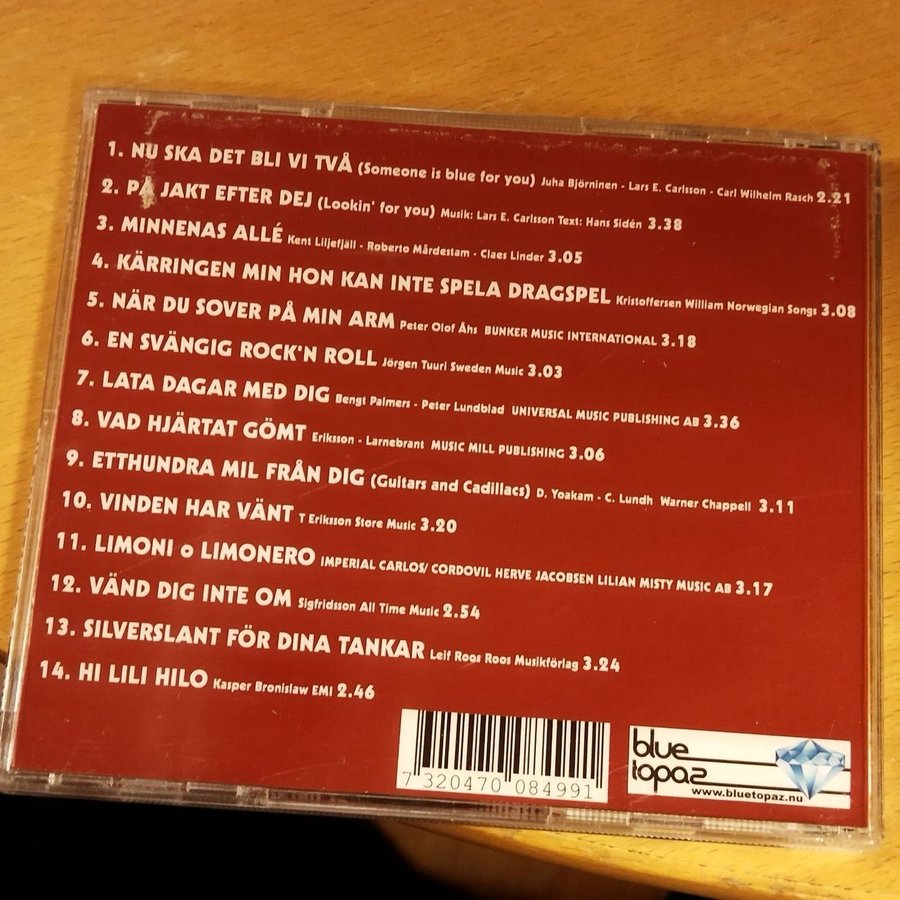 1. NU SKA DET BLI VI TVÅ (Someone is blue for you) Juha Björninen - Lars E. Carlsson - Carl Wilhelm Rasch 2.21
2. PÅ JAKT EFTER DEJ (Lookin' for you) Musik: Lars E. Carlsson Text: Hans Sidén 3.38
3. MINNENAS ALLÉ Kent Liljefjäll - Roberto Mårdestam - Claes Linder 3.05
4. KÄRRINGEN MIN HON KAN INTE SPELA DRAGSPEL Kristoffersen William Norwegian Songs 3.08
5. NÄR DU SOVER PÅ MIN ARM Peter Olof Åhs BUNKER MUSIC INTERNATIONAL 3.18
6. EN SVÄNGIG ROCK'N ROLL Jörgen Tuuri Sweden Music 3.03
7. LATA DAGAR MED DIG Bengt Palmers - Peter Lundblad UNIVERSAL MUSIC PUBLISHING AB 3.36
8. VAD HJÄRTAT GÖMT Eriksson - Larnebrant MUSIC MILL PUBLISHING 3.06
9. ETTHUNDRA MIL FRÅN DIG (Guitars and Cadillacs) D. Yoakam - C. Lundh Warner Chappell 3.11
10. VINDEN HAR VÄNT T Eriksson Store Music 3.20
11. LIMONI o LIMONERO IMPERIAL CARLOS/ CORDOVIL HERVE JACOBSEN LILIAN MISTY MUSIC AB 3.17
12. VÄND DIG INTE OM Sigfridsson All Time Music 2.54
13. SILVERSLANT FÖR DINA TANKAR Leif Roos Roos Musikförlag 3.24
14. HI LILI HILO Kasper Bronislaw EMI 2.46
7 320470 084991
blue
topaz
www.bluetopaz.nu